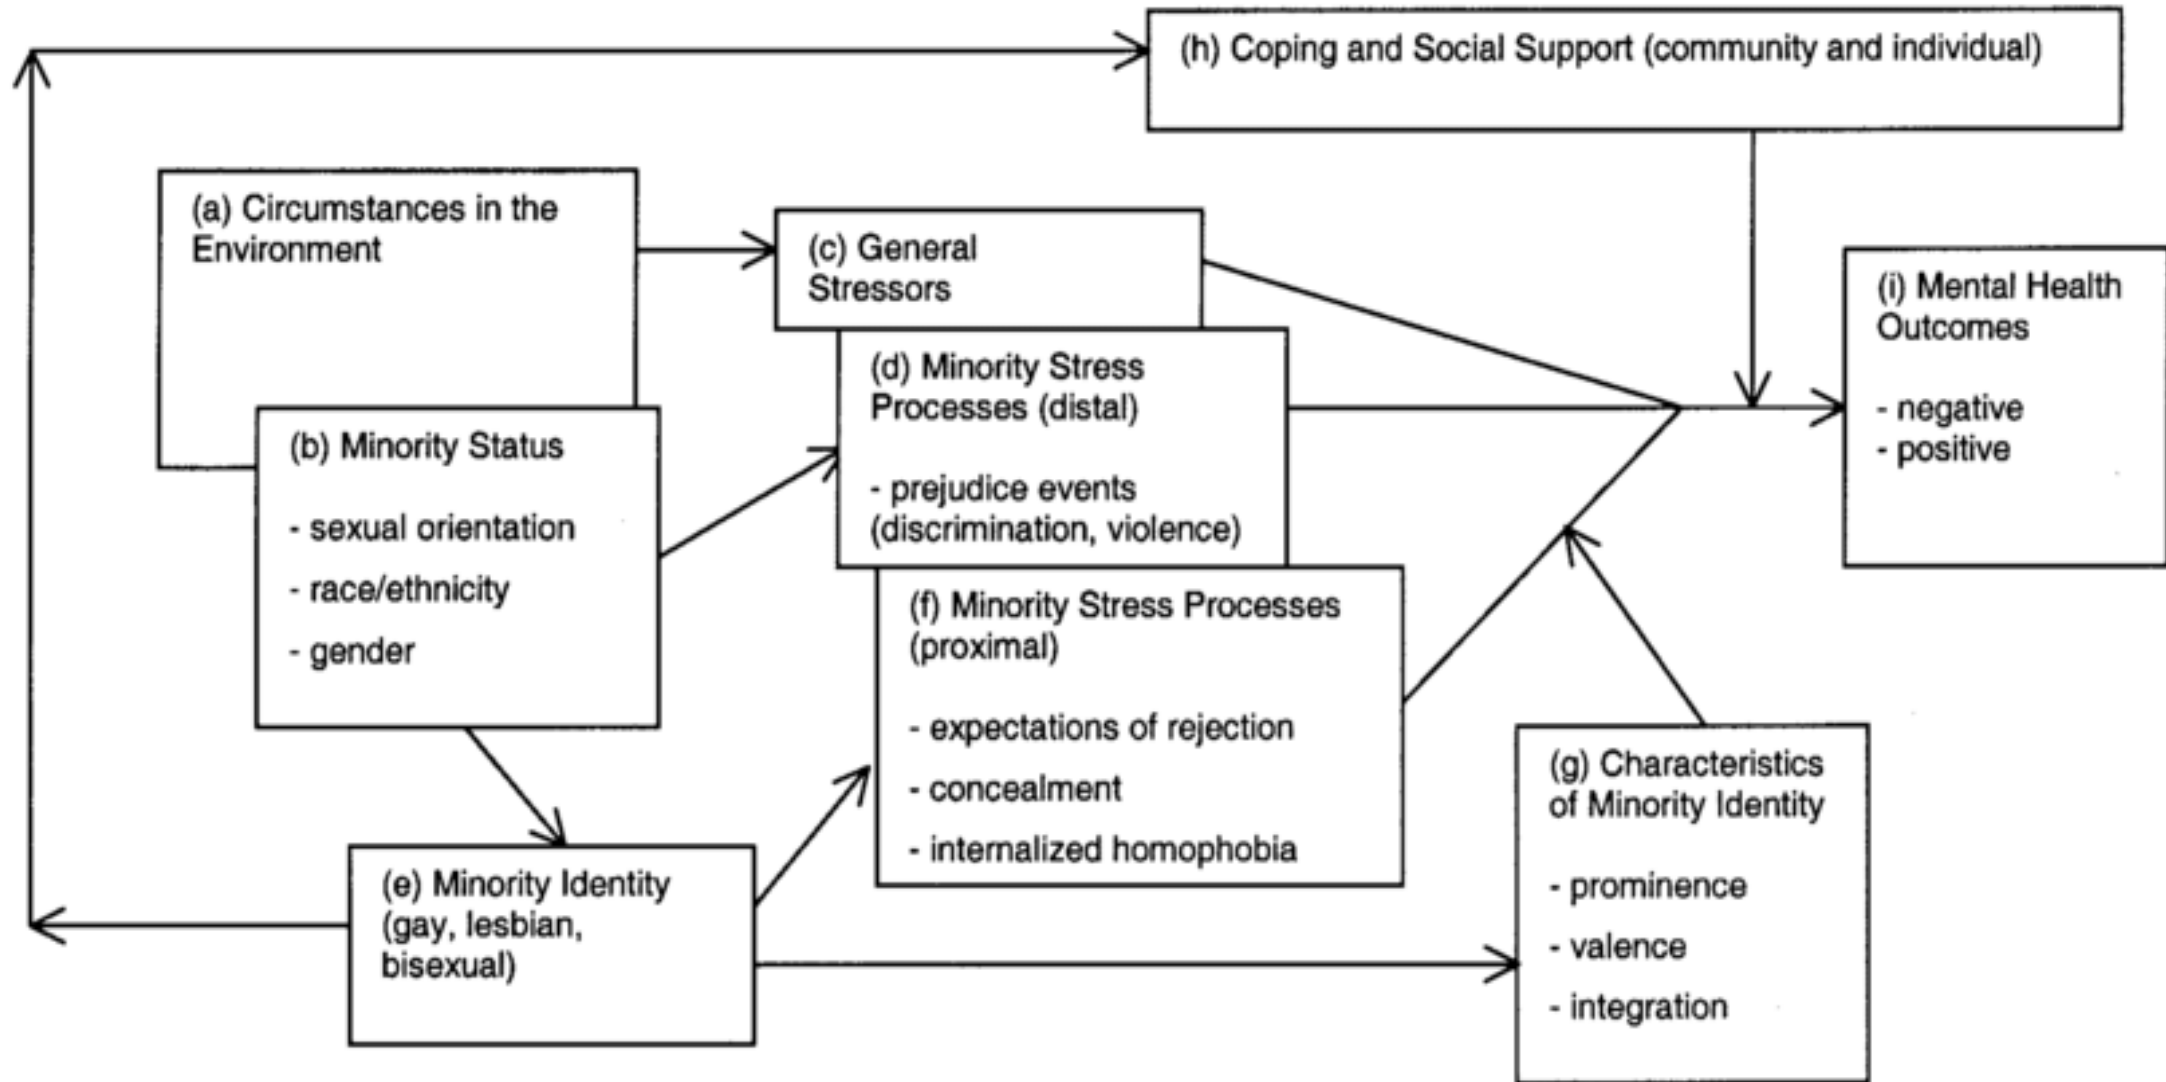 (h) Coping and Social Support (community and individual)
(a) Circumstances in the
Environment
(b) Minority Status
- sexual orientation
- race/ethnicity
- gender
(c) General
Stressors
(d) Minority Stress
Processes (distal)
- prejudice events
(discrimination, violence)
(e) Minority Identity
(gay, lesbian,
bisexual)
(f) Minority Stress Processes
(proximal)
- expectations of rejection
- concealment
- internalized homophobia
(g) Characteristics
of Minority Identity
- prominence
- valence
- integration
(i) Mental Health
Outcomes
- negative
- positive